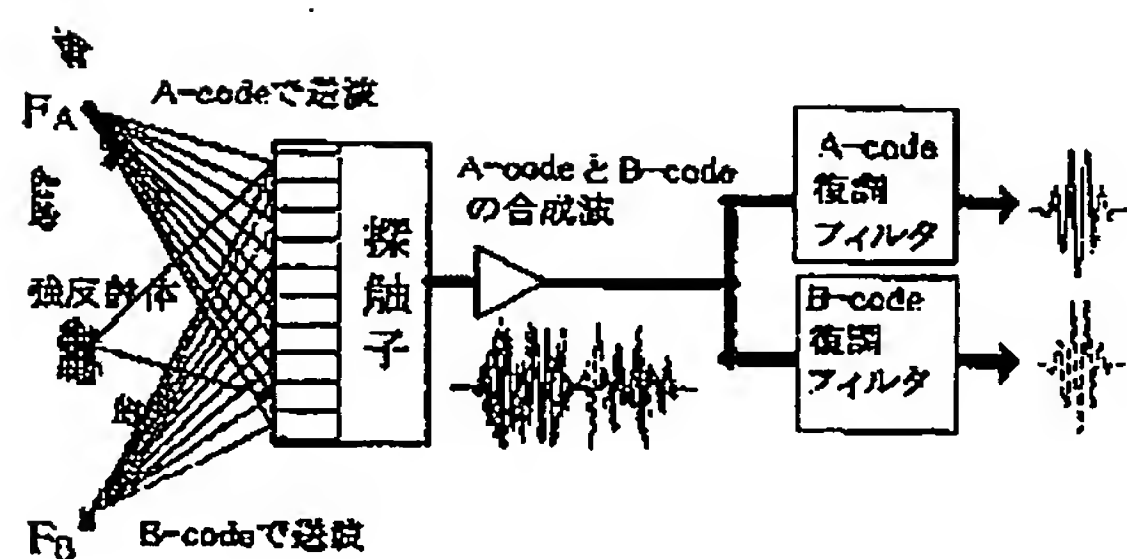 FA
A-codeで送波
強反射体
FB
B-codeで送波
探触子
A-codeとB-code
の合成波
A-code
復調
フィルタ
B-code
復調
フィルタ